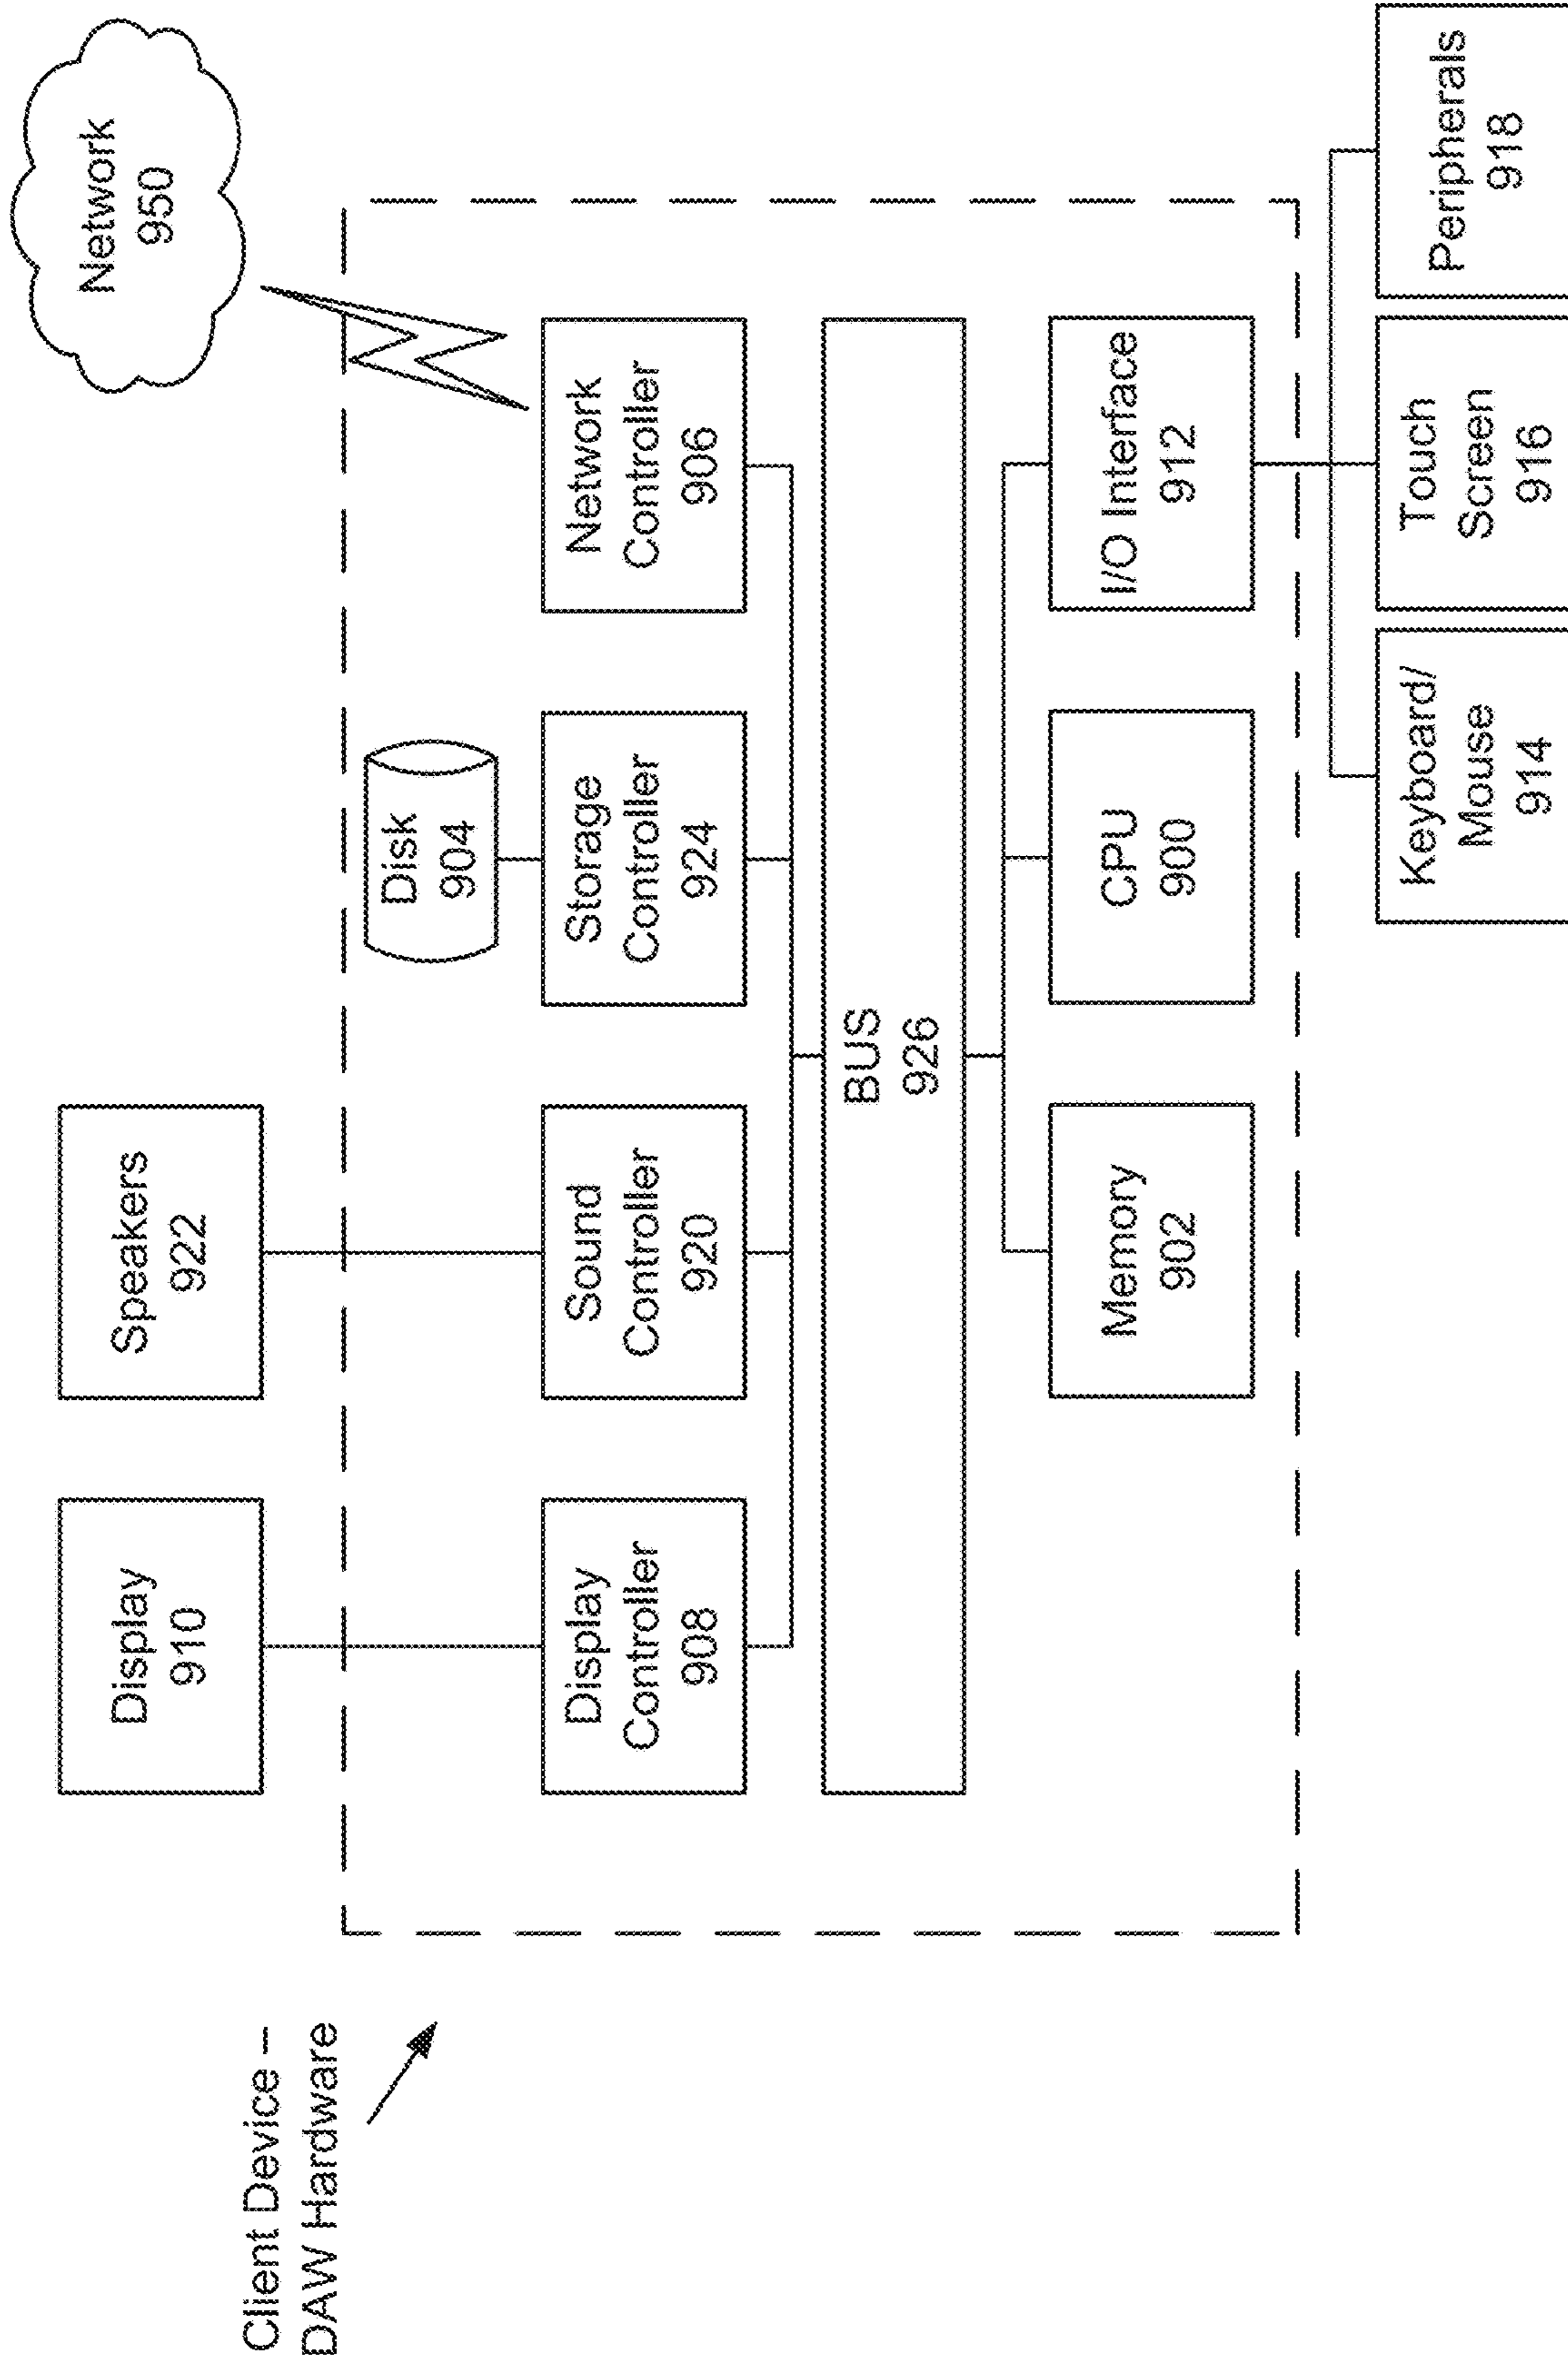 Client Device –
DAW Hardware
Display
910
Speakers
922
Network
950
Disk
904
Display
Controller
908
Sound
Controller
920
Storage
Controller
924
Network
Controller
906
BUS
926
Memory
902
CPU
900
I/O Interface
912
Keyboard/
Mouse
914
Touch
Screen
916
Peripherals
918